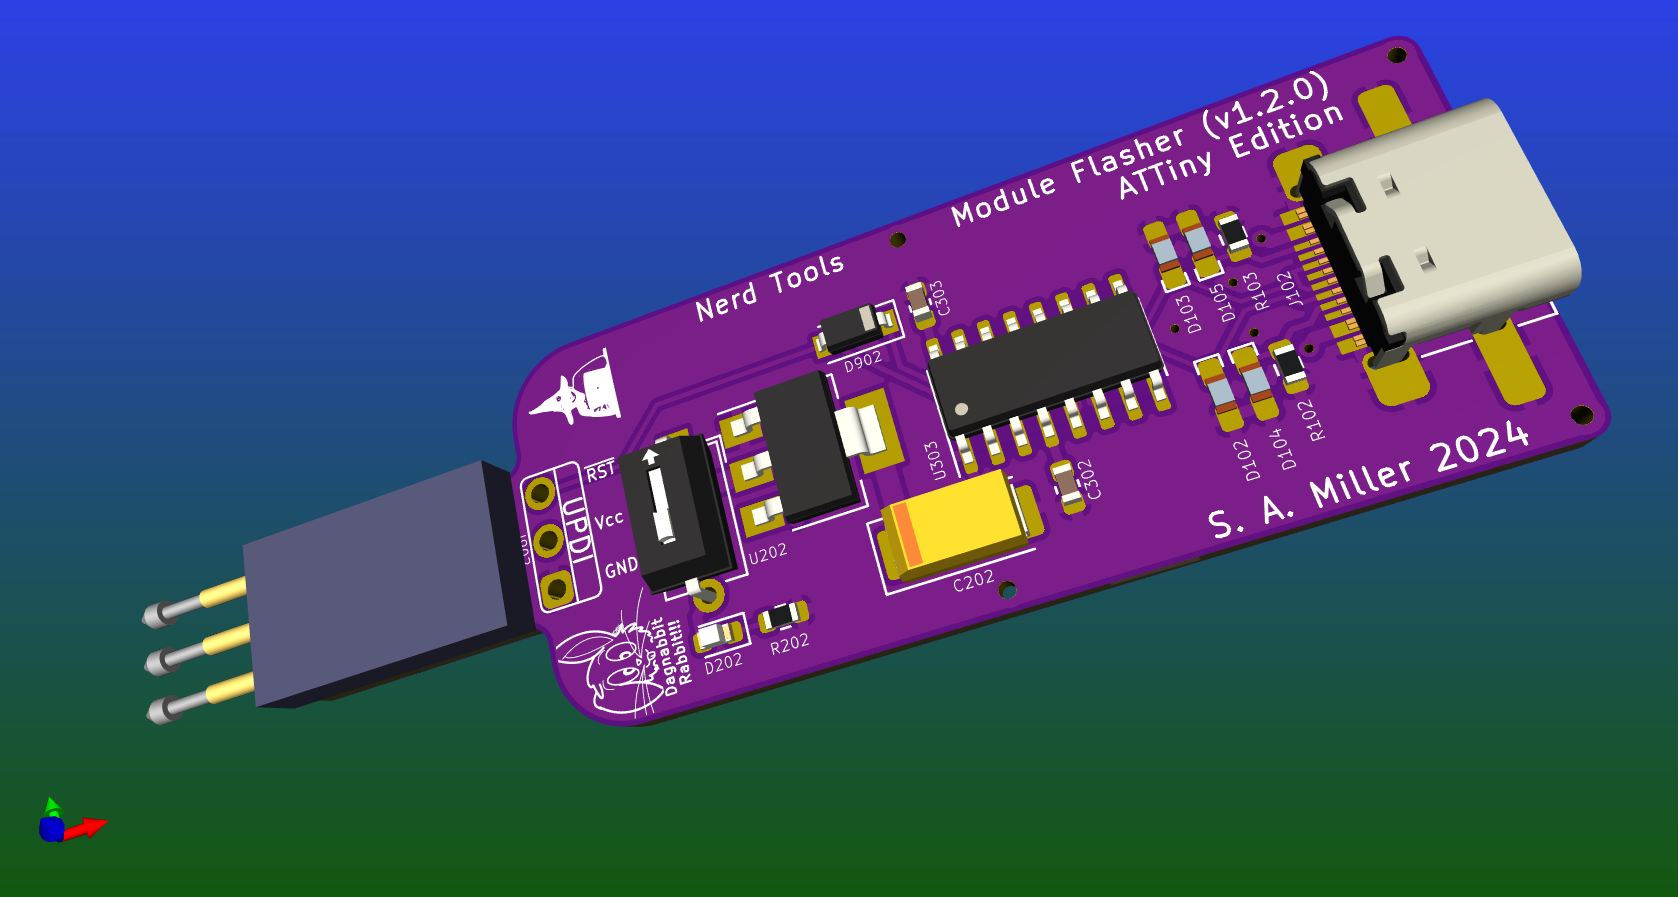 Nerd Tools
Module Flasher (v1.2.0)
ATTiny Edition
S. A. Miller 2024
RST
Vcc
GND
UPDI
Dagnabbit
Rabbit!!!
D902
C303
U303
U202
C202
C302
D202
R202
D103
D105
R103
J102
D102
D104
R102